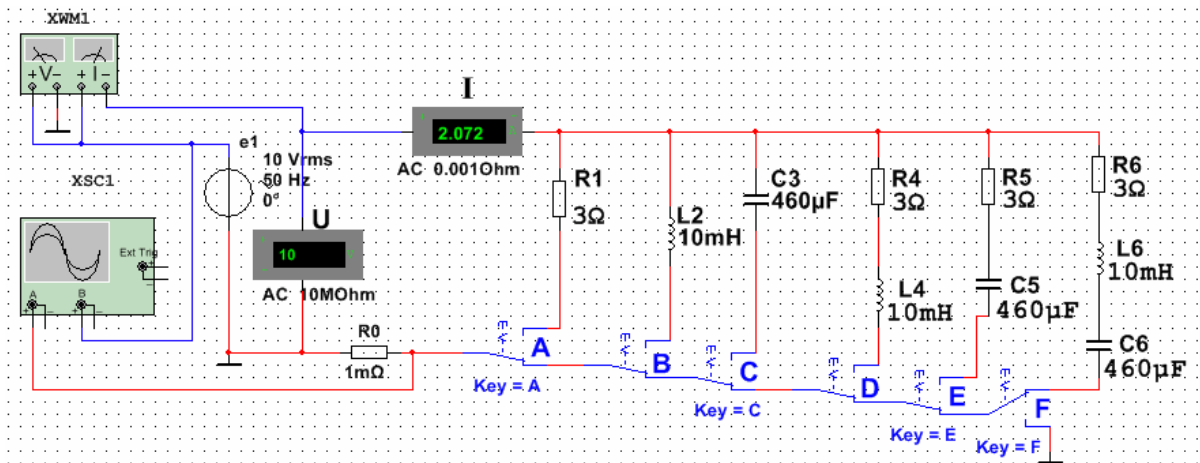 XWM1
+V- +I-
I
2.072
AC 0.001Ohm
e1
10 Vrms
50 Hz
0°
XSC1
Ext Trig
+
-
A B
+ - + -
U
10
AC 10MOhm
R0
1mΩ
R1
3Ω
L2
10mH
C3
460µF
R4
3Ω
L4
10mH
R5
3Ω
C5
460µF
R6
3Ω
L6
10mH
C6
460µF
A
Key = A
B
C
Key = C
D
E
Key = E
F
Key = F